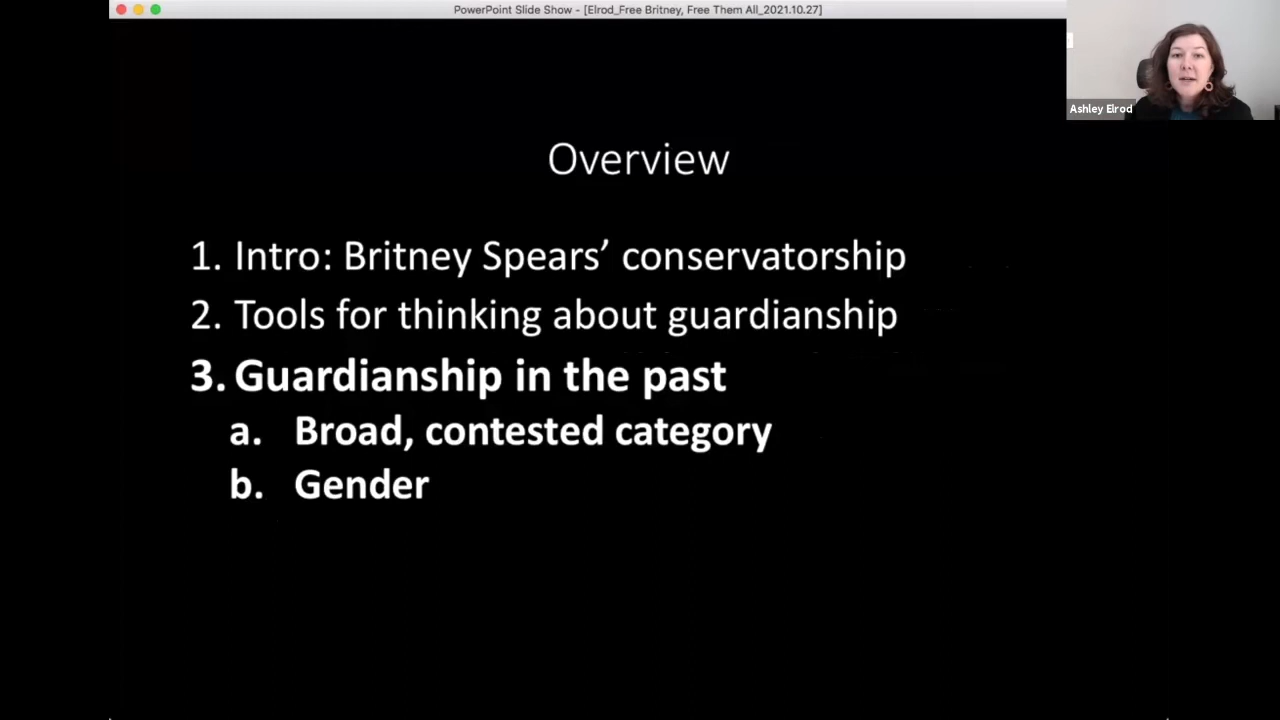 PowerPoint Slide Show - [Elrod_Free Britney, Free Them All_2021.10.27]
Ashley Elrod
Overview
1. Intro: Britney Spears’ conservatorship
2. Tools for thinking about guardianship
3. Guardianship in the past
a. Broad, contested category
b. Gender